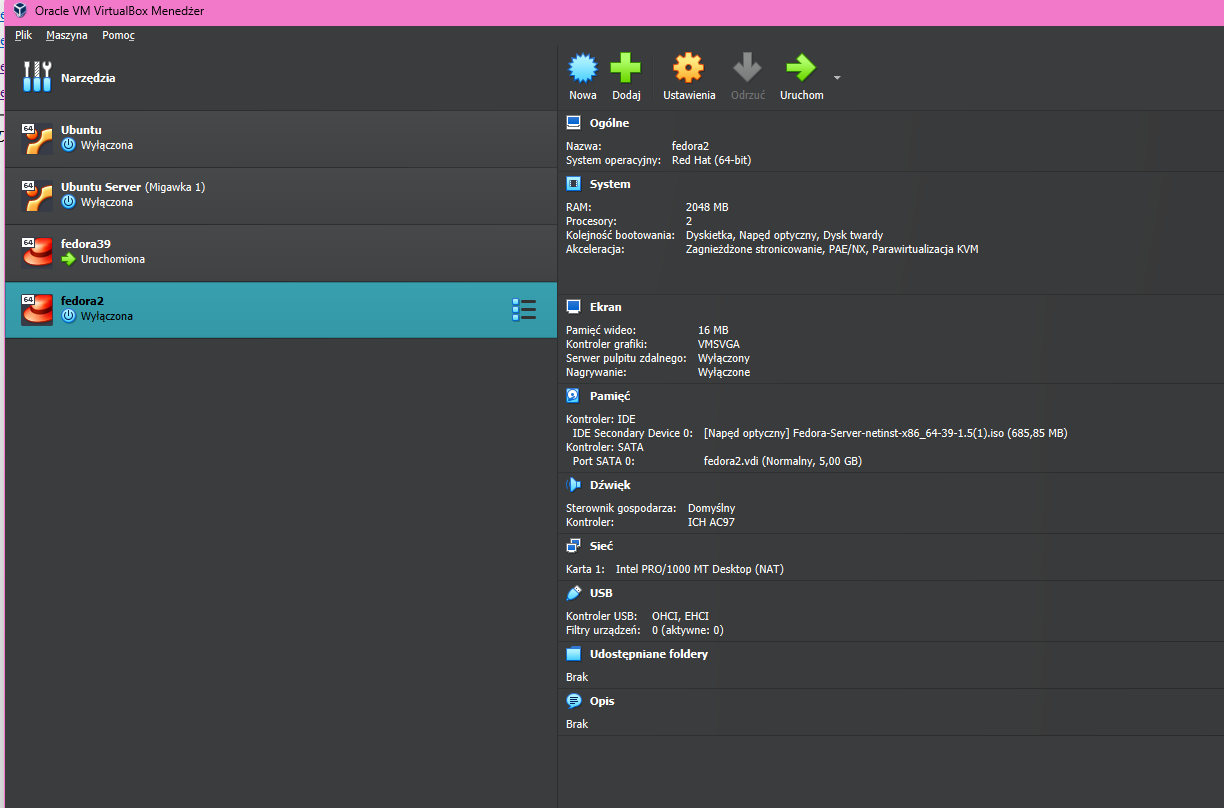 Oracle VM VirtualBox Menedżer
Plik Maszyna Pomoc
Narzędzia
64 Ubuntu
Wyłączona
64 Ubuntu Server (Migawka 1)
Wyłączona
64 fedora39
Uruchomiona
64 fedora2
Wyłączona
Nowa Dodaj Ustawienia Odrzuć Uruchom
Ogólne
Nazwa: fedora2
System operacyjny: Red Hat (64-bit)
System
RAM: 2048 MB
Procesory: 2
Kolejność bootowania: Dyskietka, Napęd optyczny, Dysk twardy
Akceleracja: Zagnieżdżone stronicowanie, PAE/NX, Parawirtualizacja KVM
Ekran
Pamięć wideo: 16 MB
Kontroler grafiki: VMSVGA
Serwer pulpitu zdalnego: Wyłączony
Nagrywanie: Wyłączone
Pamięć
Kontroler: IDE
IDE Secondary Device 0: [Napęd optyczny] Fedora-Server-netinst-x86_64-39-1.5(1).iso (685,85 MB)
Kontroler: SATA
Port SATA 0: fedora2.vdi (Normalny, 5,00 GB)
Dźwięk
Sterownik gospodarza: Domyślny
Kontroler: ICH AC97
Sieć
Karta 1: Intel PRO/1000 MT Desktop (NAT)
USB
Kontroler USB: OHCI, EHCI
Filtry urządzeń: 0 (aktywne: 0)
Udostępniane foldery
Brak
Opis
Brak